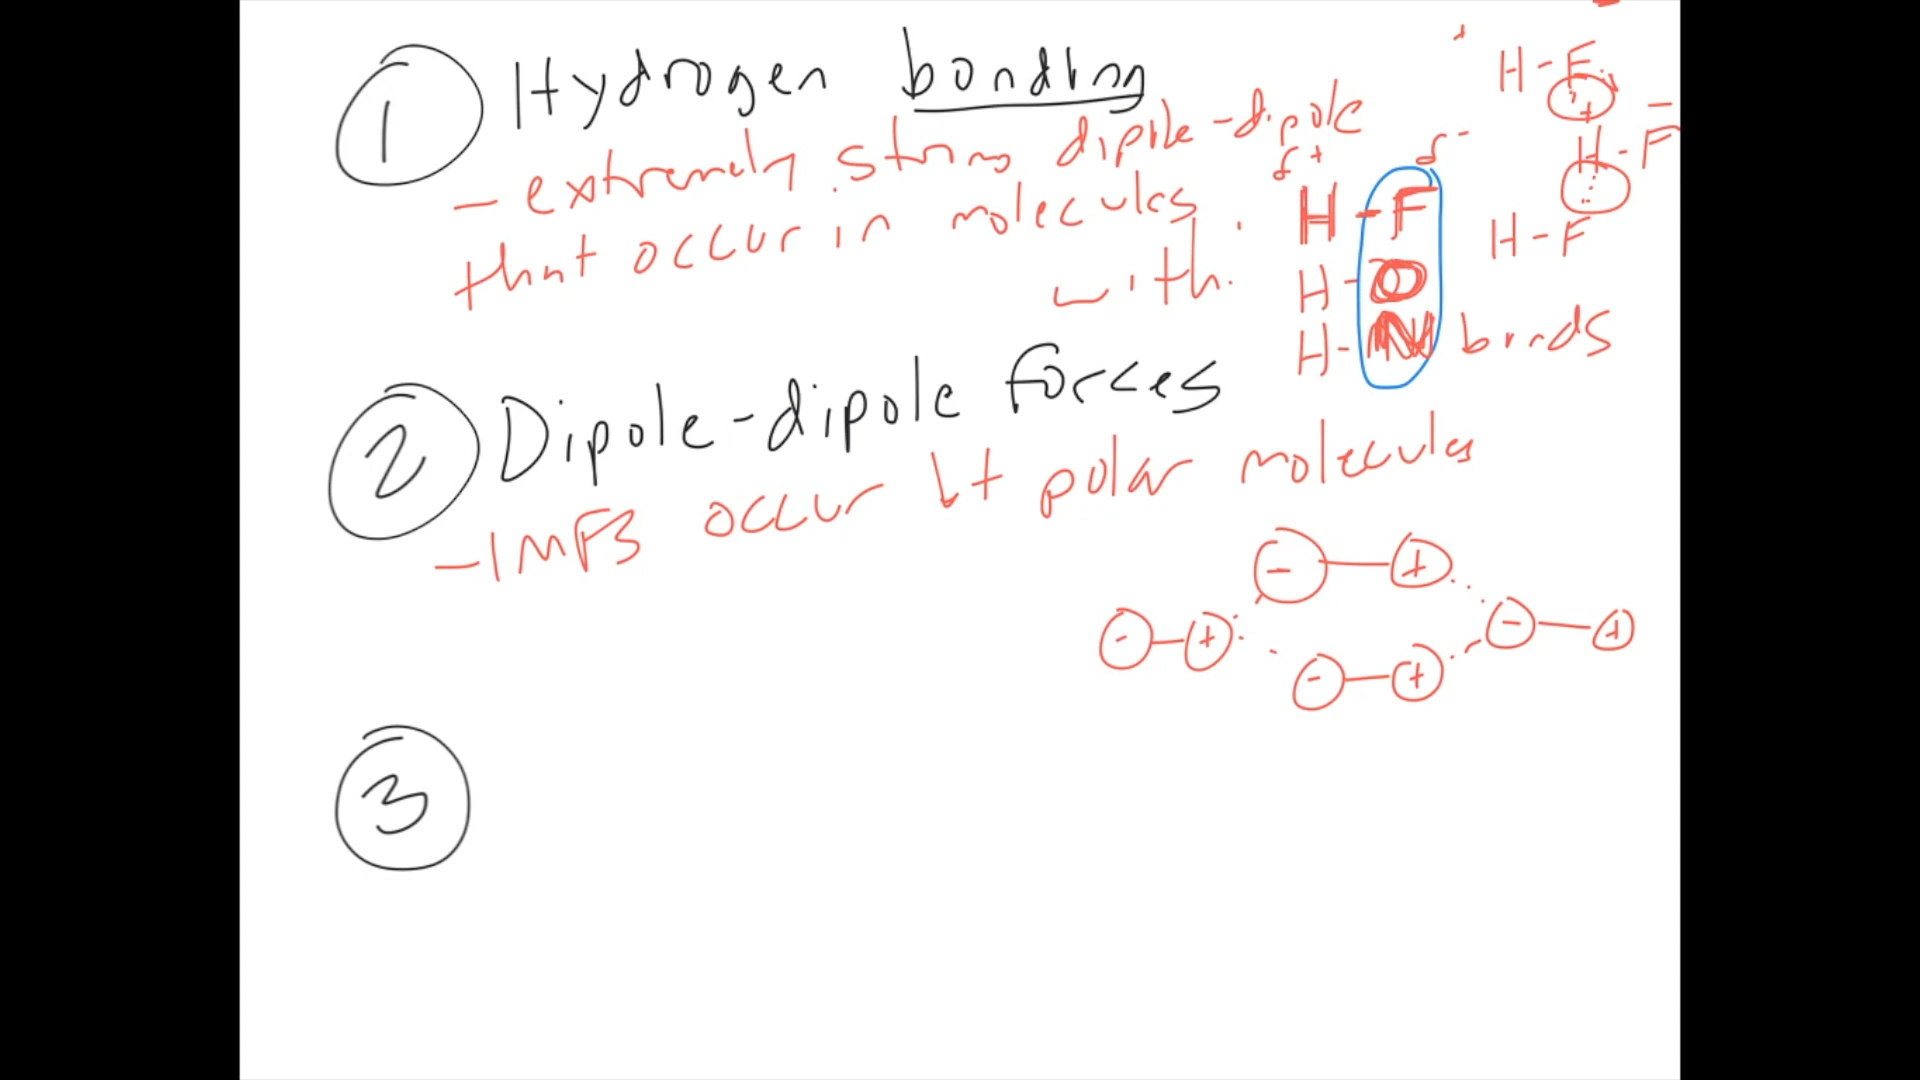 1 Hydrogen bonding
- extremely strong dipole-dipole
that occur in molecules
with:
δ+ δ-
H-F
H-O
H-N bonds
+
H-F
+ -
H-F
H-F
2 Dipole-dipole forces
- IMFs occur bt polar molecules
- +
- + - +
- +
3